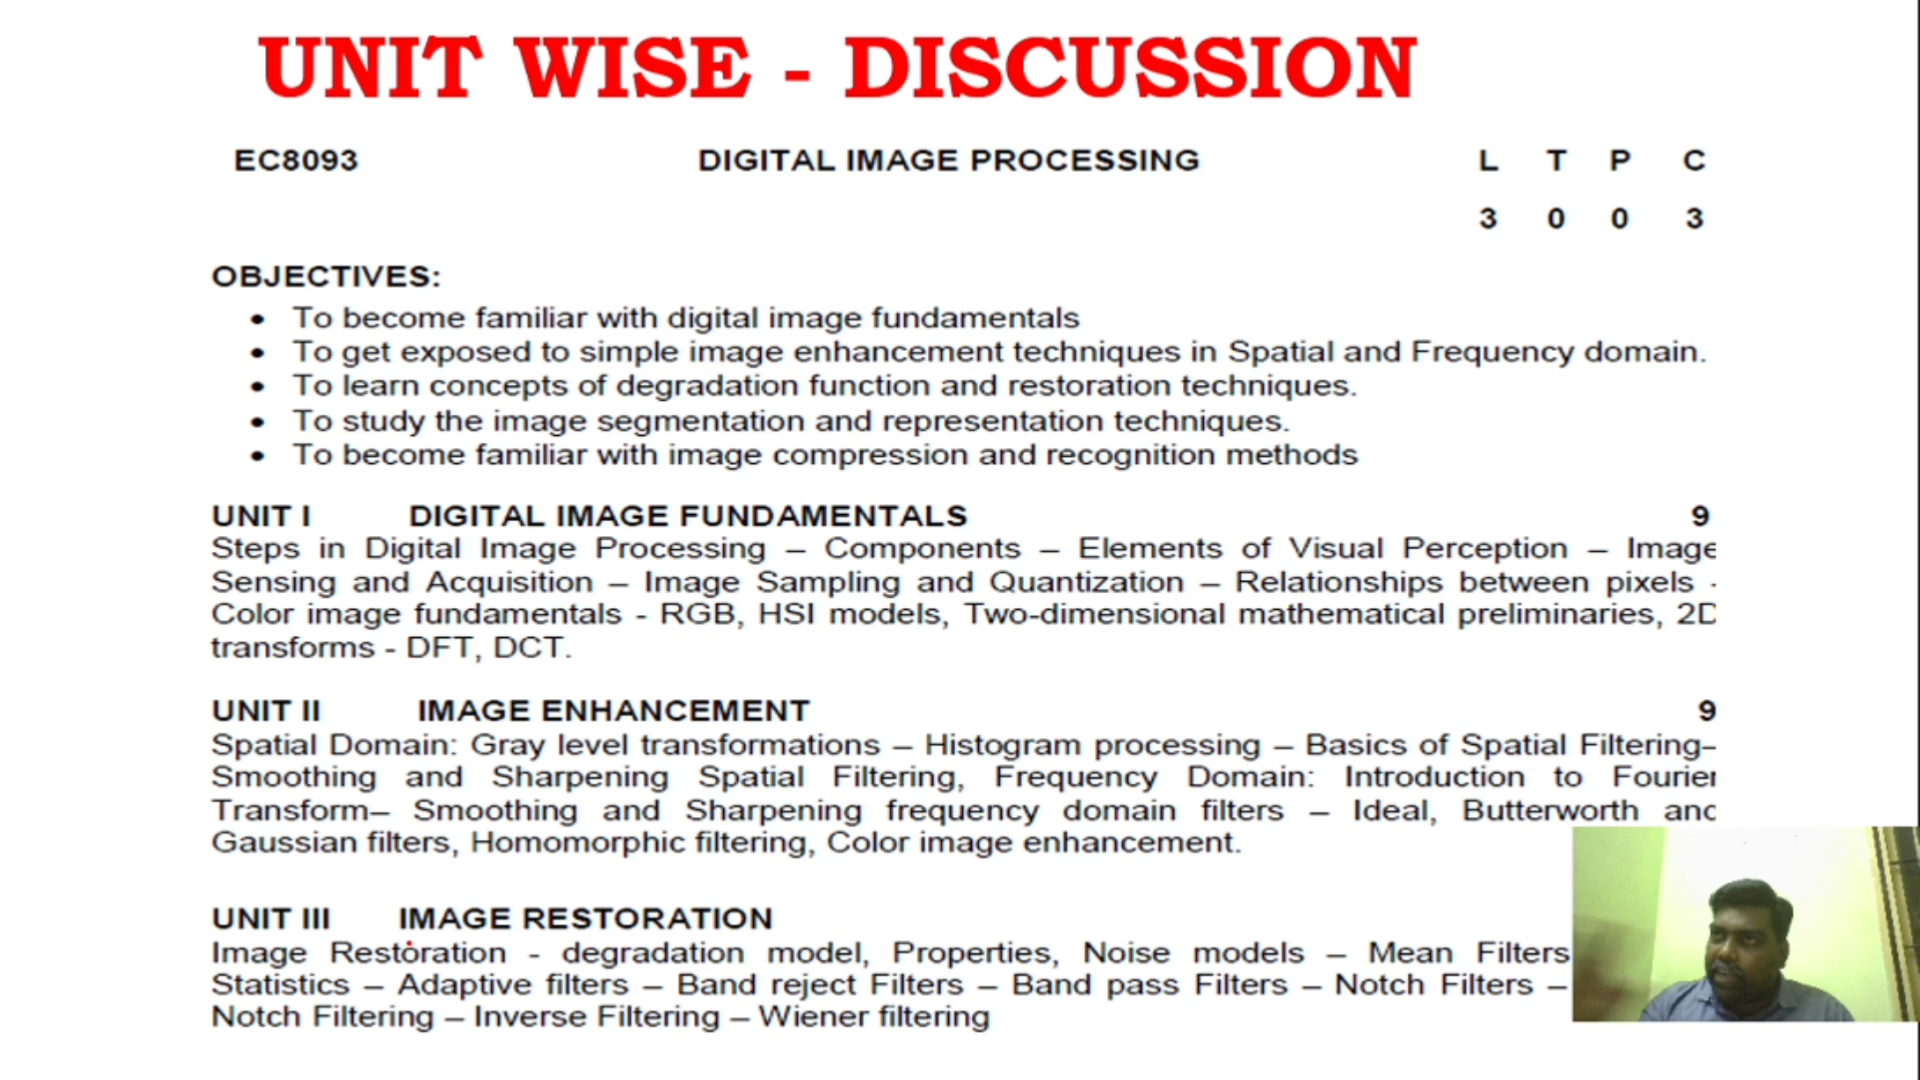 UNIT WISE - DISCUSSION
EC8093 DIGITAL IMAGE PROCESSING L T P C
3 0 0 3
OBJECTIVES:
• To become familiar with digital image fundamentals
• To get exposed to simple image enhancement techniques in Spatial and Frequency domain.
• To learn concepts of degradation function and restoration techniques.
• To study the image segmentation and representation techniques.
• To become familiar with image compression and recognition methods
UNIT I DIGITAL IMAGE FUNDAMENTALS 9
Steps in Digital Image Processing – Components – Elements of Visual Perception – Image
Sensing and Acquisition – Image Sampling and Quantization – Relationships between pixels -
Color image fundamentals - RGB, HSI models, Two-dimensional mathematical preliminaries, 2D
transforms - DFT, DCT.
UNIT II IMAGE ENHANCEMENT 9
Spatial Domain: Gray level transformations – Histogram processing – Basics of Spatial Filtering–
Smoothing and Sharpening Spatial Filtering, Frequency Domain: Introduction to Fourier
Transform– Smoothing and Sharpening frequency domain filters – Ideal, Butterworth and
Gaussian filters, Homomorphic filtering, Color image enhancement.
UNIT III IMAGE RESTORATION
Image Restoration - degradation model, Properties, Noise models – Mean Filters
Statistics – Adaptive filters – Band reject Filters – Band pass Filters – Notch Filters –
Notch Filtering – Inverse Filtering – Wiener filtering